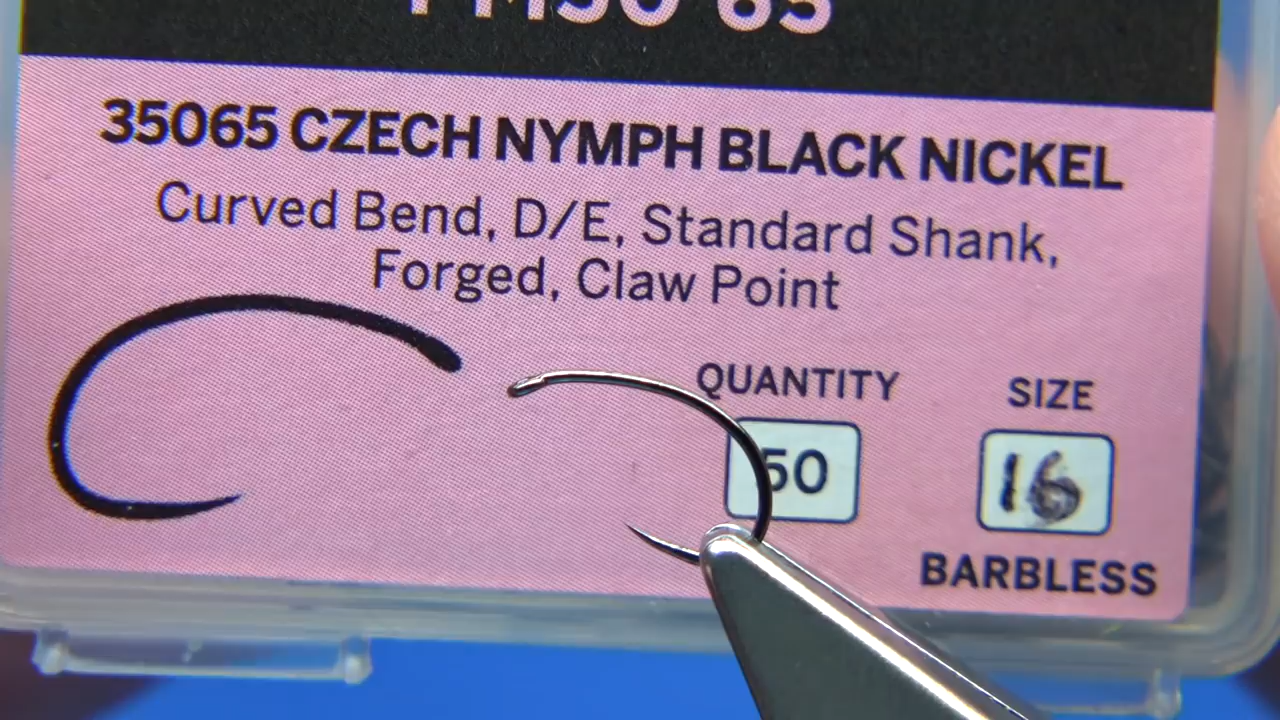 35065 CZECH NYMPH BLACK NICKEL
Curved Bend, D/E, Standard Shank,
Forged, Claw Point
QUANTITY SIZE
50 16
BARBLESS